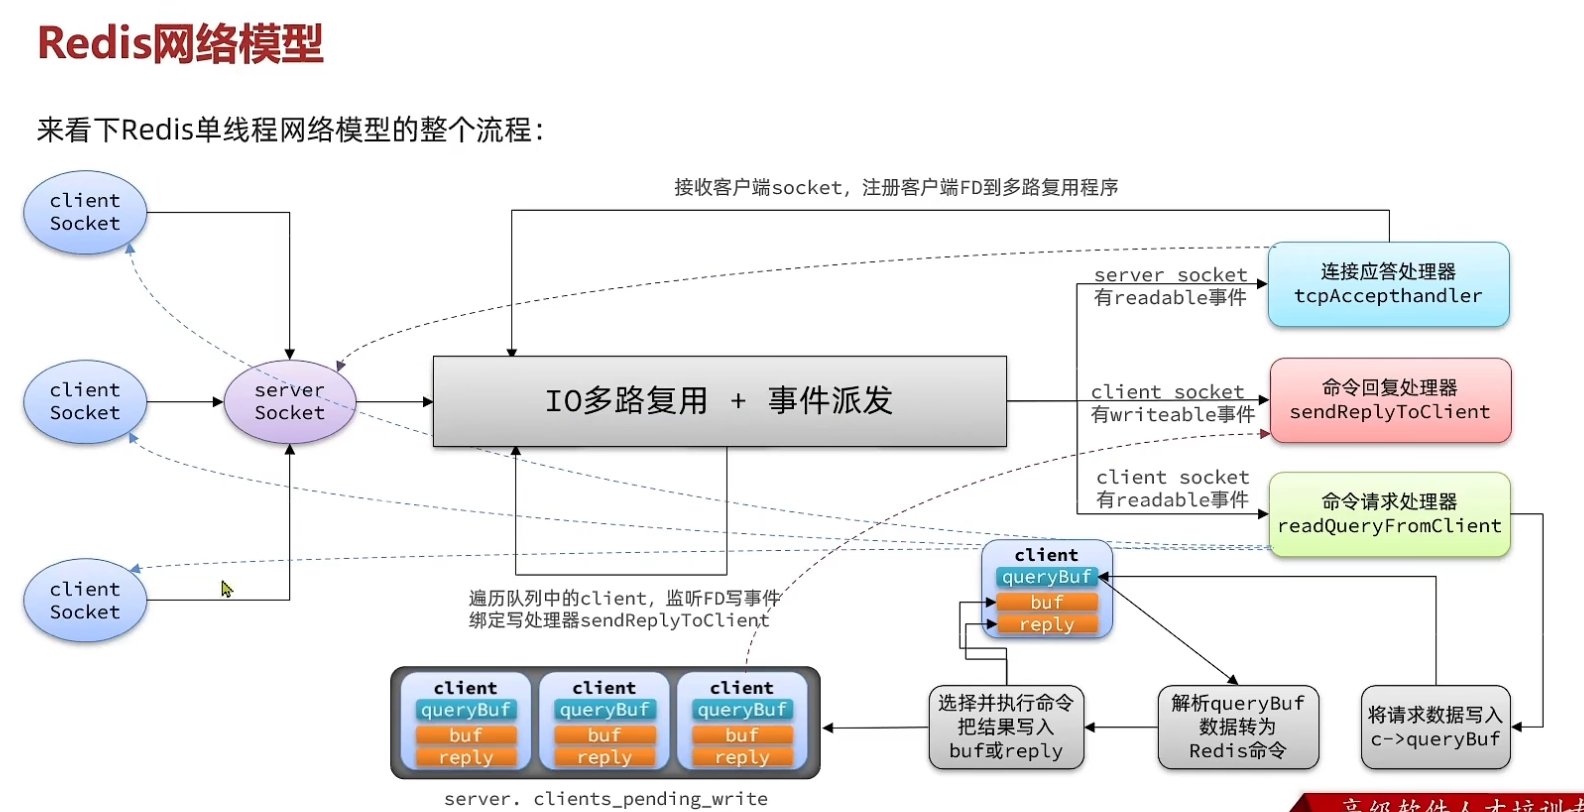 Redis网络模型
来看下Redis单线程网络模型的整个流程：
接收客户端socket，注册客户端FD到多路复用程序
client
Socket
server socket
有readable事件
连接应答处理器
tcpAccepthandler
client
Socket
server
Socket
IO多路复用 + 事件派发
client socket
有writeable事件
命令回复处理器
sendReplyToClient
client socket
有readable事件
命令请求处理器
readQueryFromClient
client
Socket
遍历队列中的client，监听FD写事件
绑定写处理器sendReplyToClient
client
queryBuf
buf
reply
client
queryBuf
buf
reply
client
queryBuf
buf
reply
client
queryBuf
buf
reply
选择并执行命令
把结果写入
buf或reply
解析queryBuf
数据转为
Redis命令
将请求数据写入
c->queryBuf
server. clients_pending_write
高级软件人才培训